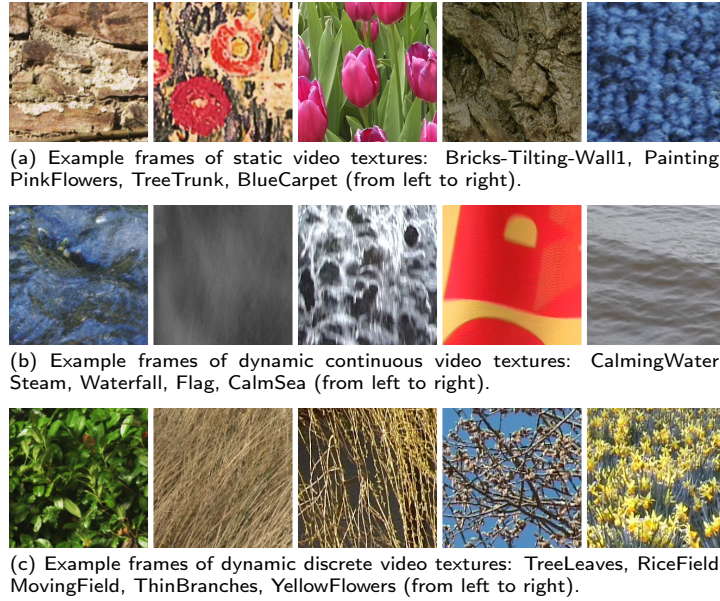 (a) Example frames of static video textures: Bricks-Tilting-Wall1, Painting
PinkFlowers, TreeTrunk, BlueCarpet (from left to right).
(b) Example frames of dynamic continuous video textures: CalmingWater
Steam, Waterfall, Flag, CalmSea (from left to right).
(c) Example frames of dynamic discrete video textures: TreeLeaves, RiceField
MovingField, ThinBranches, YellowFlowers (from left to right).